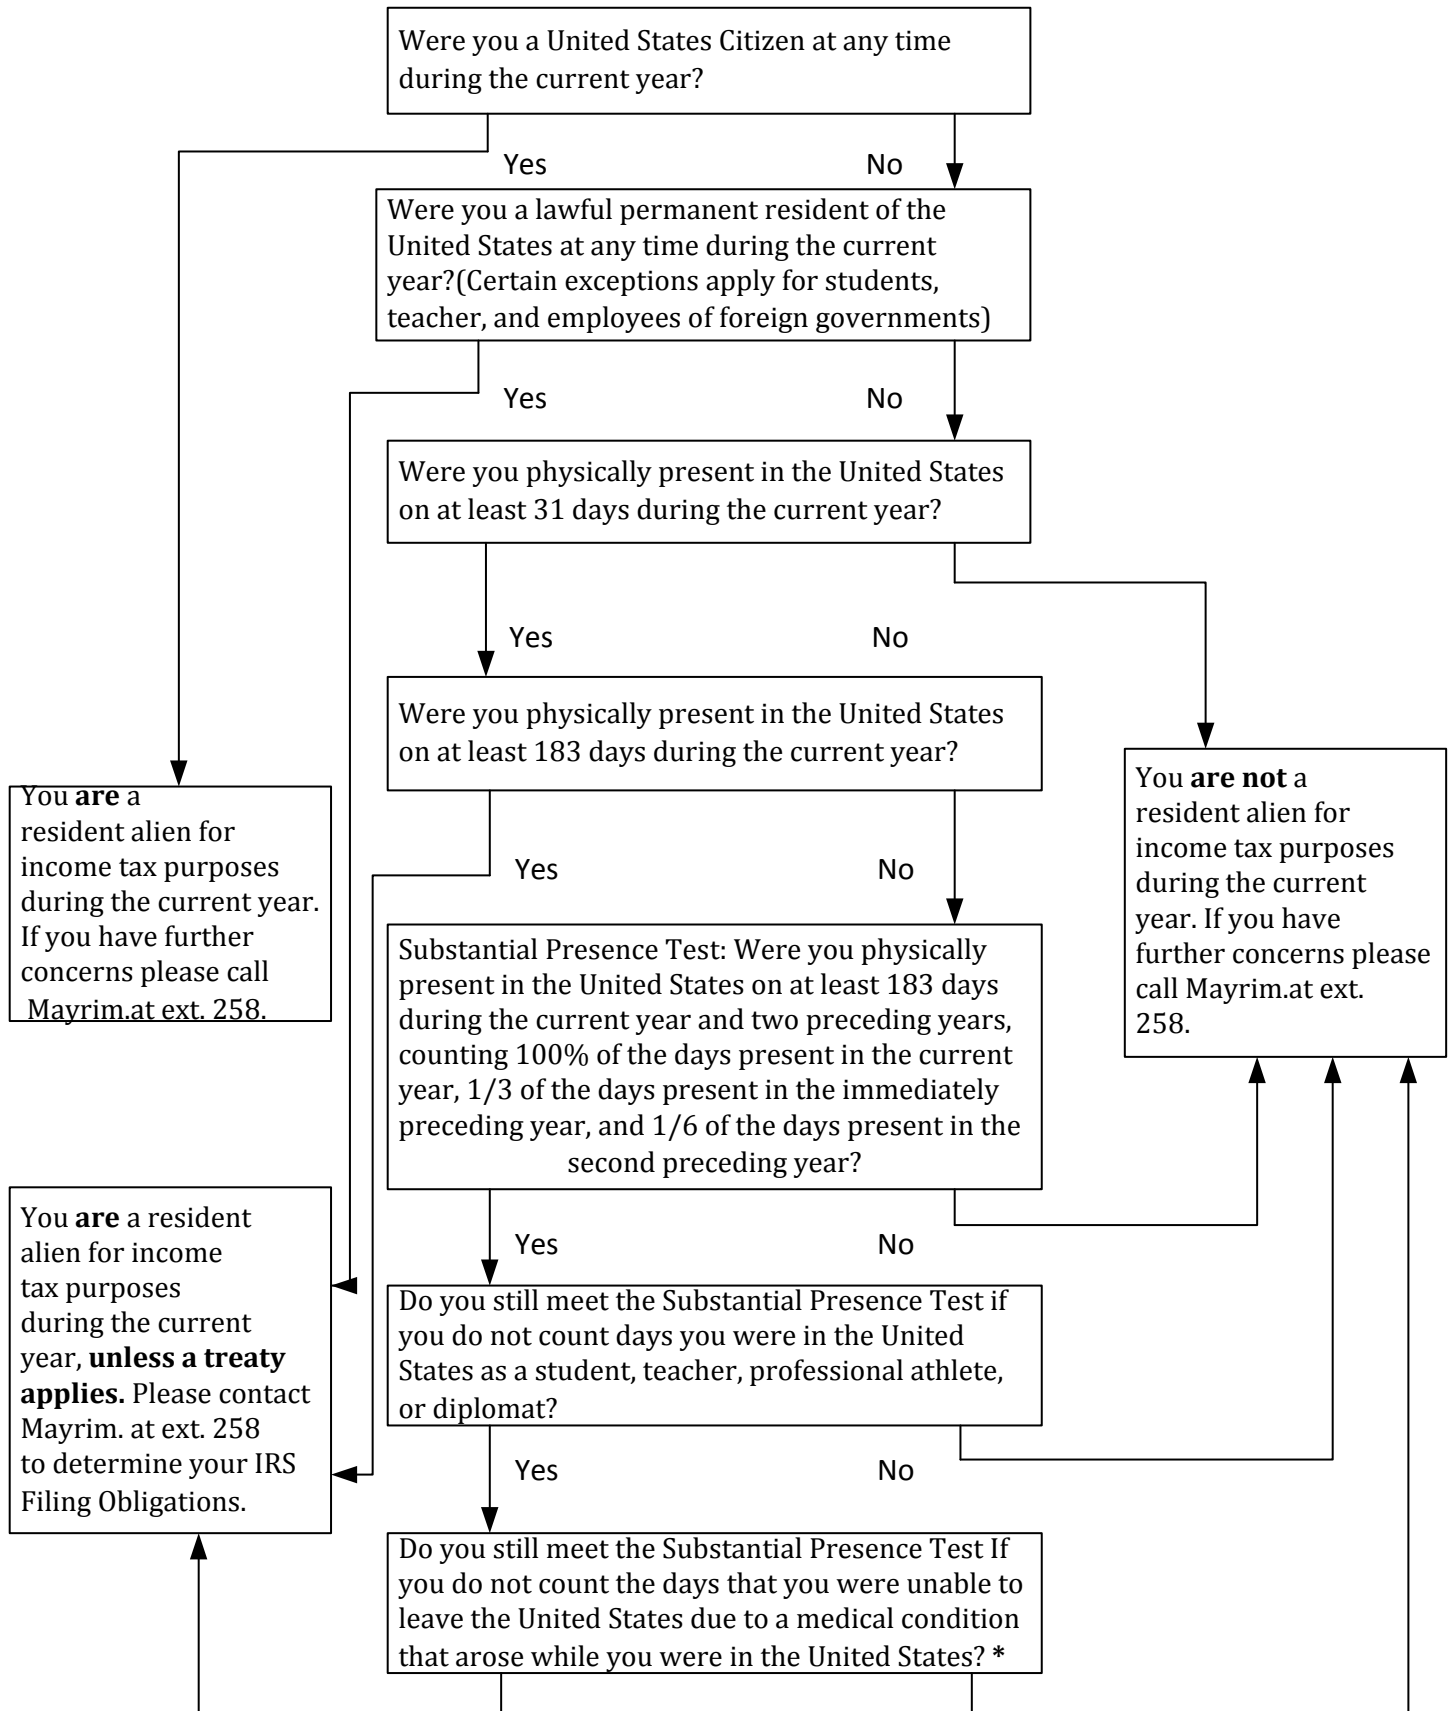 Were you a United States Citizen at any time
during the current year?
Yes
No
Were you a lawful permanent resident of the
United States at any time during the current
year?(Certain exceptions apply for students,
teacher, and employees of foreign governments)
Yes
No
Were you physically present in the United States
on at least 31 days during the current year?
Yes
No
Were you physically present in the United States
on at least 183 days during the current year?
You are a
resident alien for
income tax purposes
during the current year.
If you have further
concerns please call
Mayrim.at ext. 258.
You are not a
resident alien for
income tax purposes
during the current
year. If you have
further concerns please
call Mayrim.at ext.
258.
Yes
No
Substantial Presence Test: Were you physically
present in the United States on at least 183 days
during the current year and two preceding years,
counting 100% of the days present in the current
year, 1/3 of the days present in the immediately
preceding year, and 1/6 of the days present in the
second preceding year?
You are a resident
alien for income
tax purposes
during the current
year, unless a treaty
applies. Please contact
Mayrim. at ext. 258
to determine your IRS
Filing Obligations.
Yes
No
Do you still meet the Substantial Presence Test if
you do not count days you were in the United
States as a student, teacher, professional athlete,
or diplomat?
Yes
No
Do you still meet the Substantial Presence Test If
you do not count the days that you were unable to
leave the United States due to a medical condition
that arose while you were in the United States? *